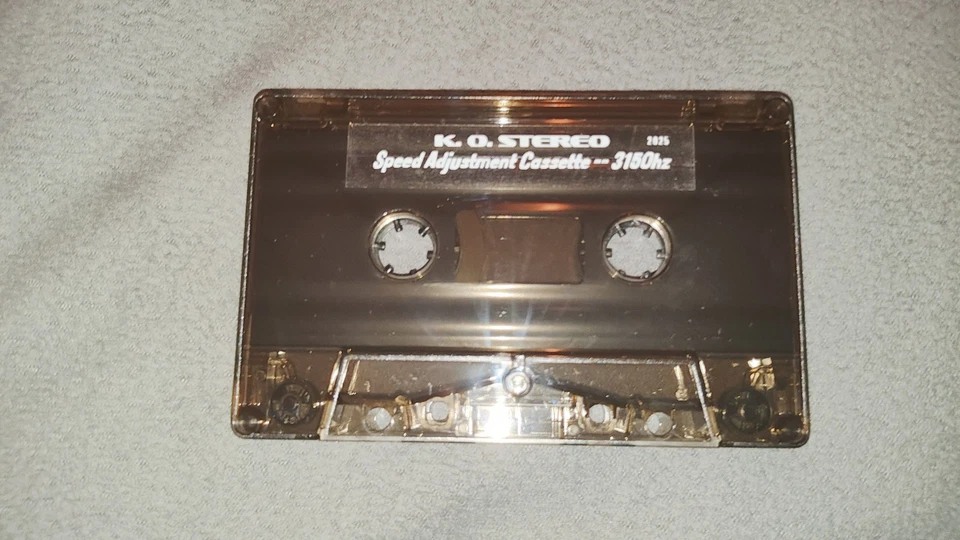 K. O. STEREO 2025
Speed Adjustment Cassette -- 3150hz